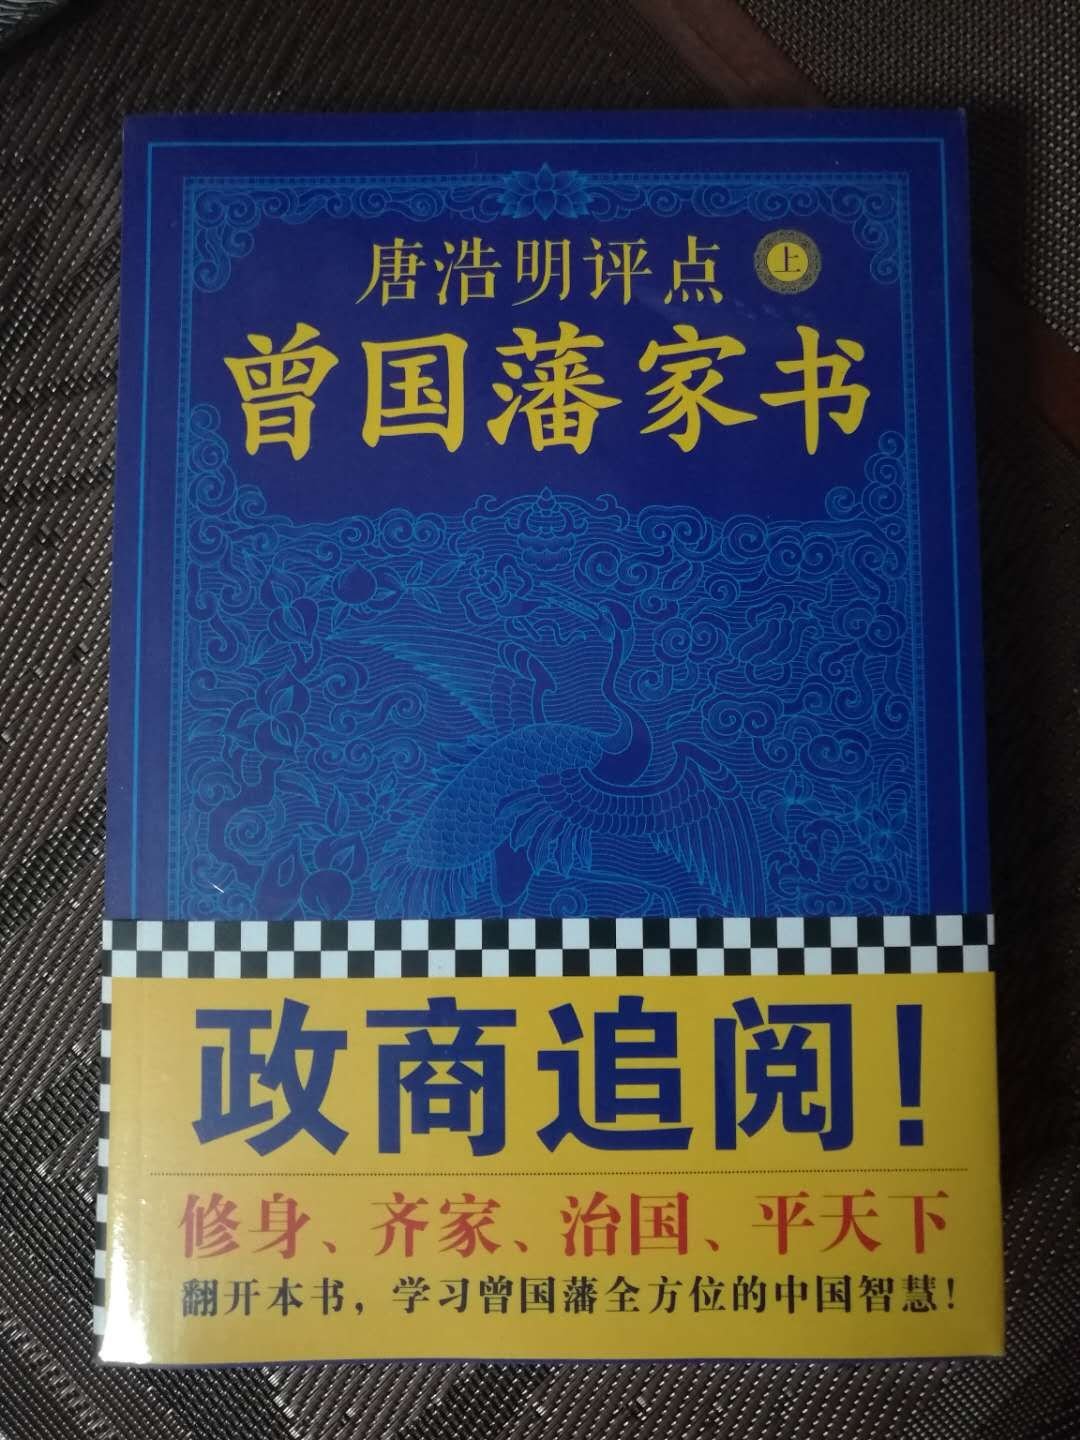 唐浩明评点 上
曾国藩家书
政商追阅！
修身、齐家、治国、平天下
翻开本书，学习曾国藩全方位的中国智慧！